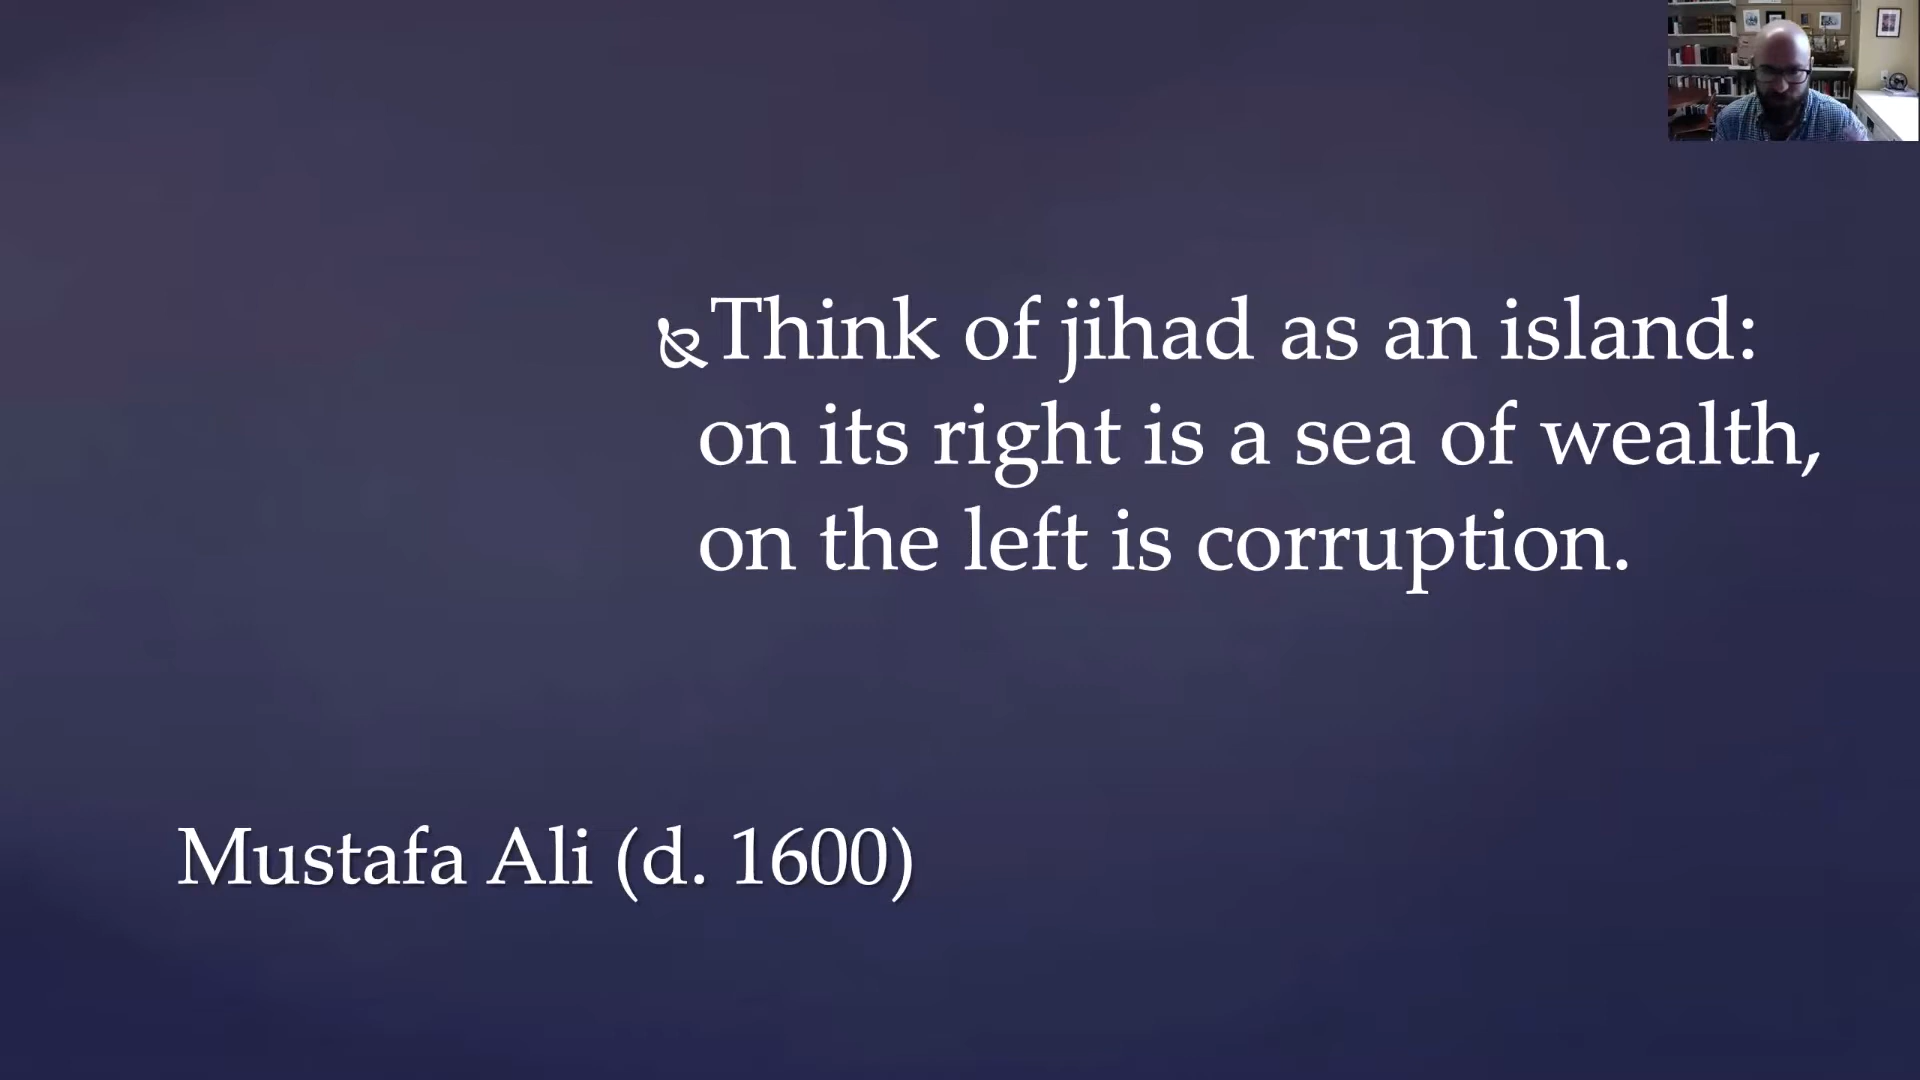 Think of jihad as an island:
on its right is a sea of wealth,
on the left is corruption.
Mustafa Ali (d. 1600)